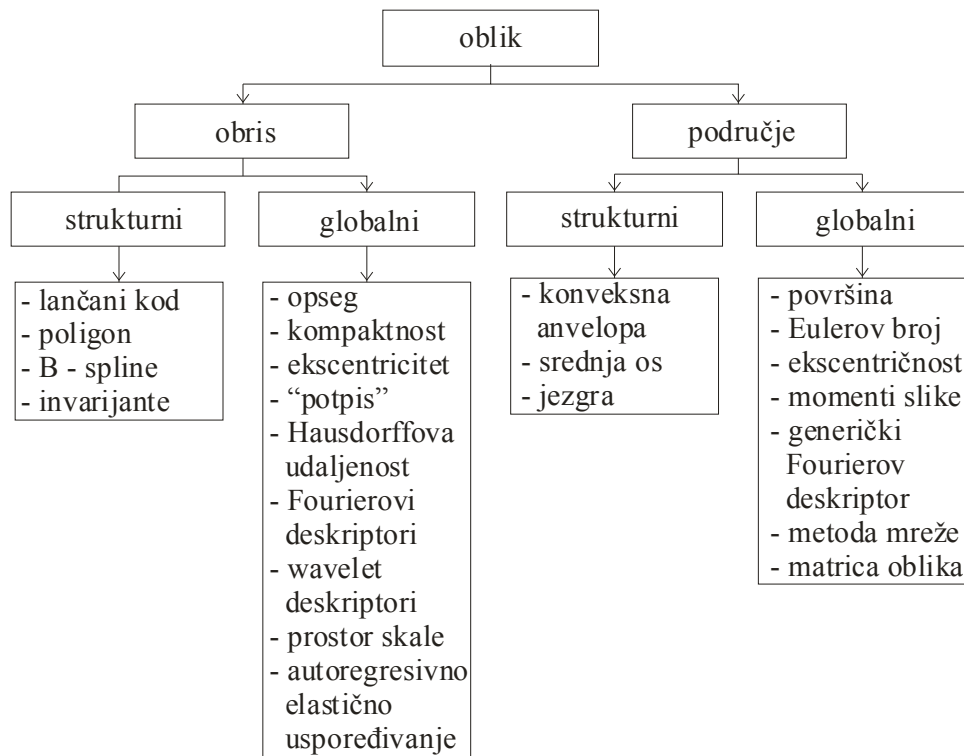 oblik
obris
područje
strukturni
globalni
strukturni
globalni
- lančani kod
- poligon
- B - spline
- invarijante
- opseg
- kompaktnost
- ekscentricitet
- “potpis”
- Hausdorffova
udaljenost
- Fourierovi
deskriptori
- wavelet
deskriptori
- prostor skale
- autoregresivno
elastično
uspoređivanje
- konveksna
anvelopa
- srednja os
- jezgra
- površina
- Eulerov broj
- ekscentričnost
- momenti slike
- generički
Fourierov
deskriptor
- metoda mreže
- matrica oblika